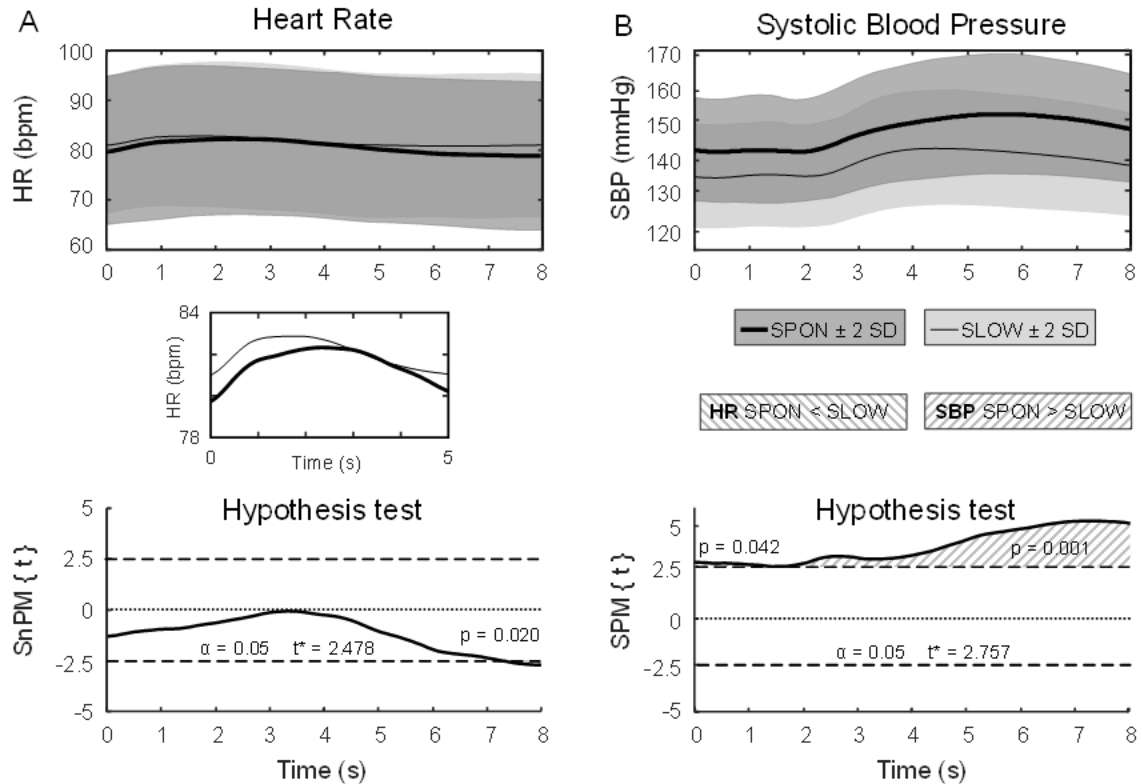 A
Heart Rate
100
90
80
70
60
HR (bpm)
0 1 2 3 4 5 6 7 8
84
78
HR (bpm)
0 5
Time (s)
Hypothesis test
5
2.5
0
-2.5
-5
SnPM { t }
p = 0.020
α = 0.05 t* = 2.478
0 1 2 3 4 5 6 7 8
Time (s)
B
Systolic Blood Pressure
170
160
150
140
130
120
SBP (mmHg)
0 1 2 3 4 5 6 7 8
SPON ± 2 SD
SLOW ± 2 SD
HR SPON < SLOW
SBP SPON > SLOW
Hypothesis test
5
2.5
0
-2.5
-5
SPM { t }
p = 0.042
p = 0.001
α = 0.05 t* = 2.757
0 1 2 3 4 5 6 7 8
Time (s)